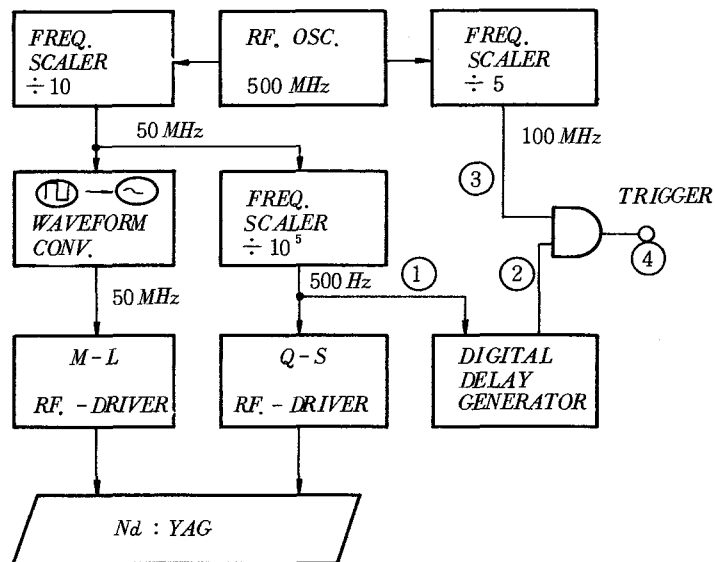 FREQ.
SCALER
÷ 10
RF. OSC.
500 MHz
FREQ.
SCALER
÷ 5
50 MHz
100 MHz
③
TRIGGER
④
WAVEFORM
CONV.
FREQ.
SCALER
÷ 10⁵
②
①
50 MHz
500 Hz
M-L
RF. - DRIVER
Q-S
RF. - DRIVER
DIGITAL
DELAY
GENERATOR
Nd : YAG